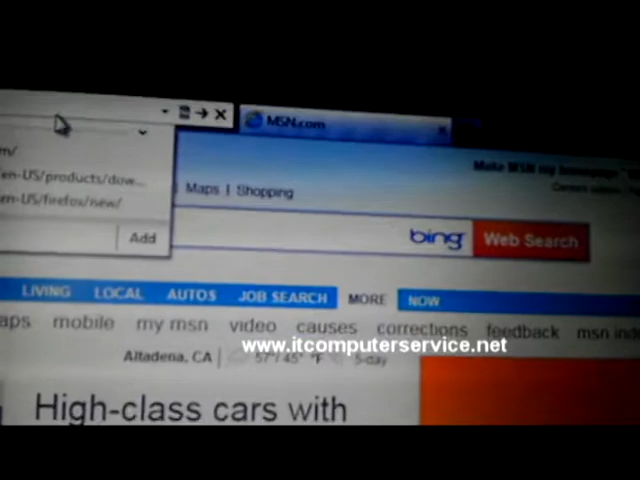 MSN.com
m/
Make MSN my homepage
en-US/products/dow...
Maps | Shopping
en-US/firefox/new/
Add
bing
Web Search
LIVING LOCAL AUTOS JOB SEARCH MORE NOW
aps mobile my msn video causes corrections feedback msn ind
www.itcomputerservice.net
Altadena, CA | 57°/45° °F 5-day
High-class cars with